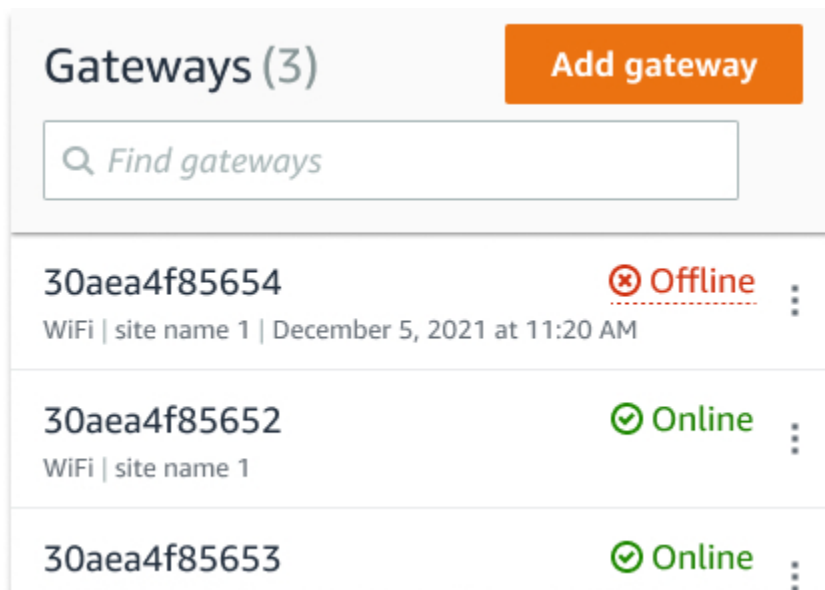 Gateways (3)
Add gateway
Find gateways
30aea4f85654
Offline
WiFi | site name 1 | December 5, 2021 at 11:20 AM
30aea4f85652
Online
WiFi | site name 1
30aea4f85653
Online